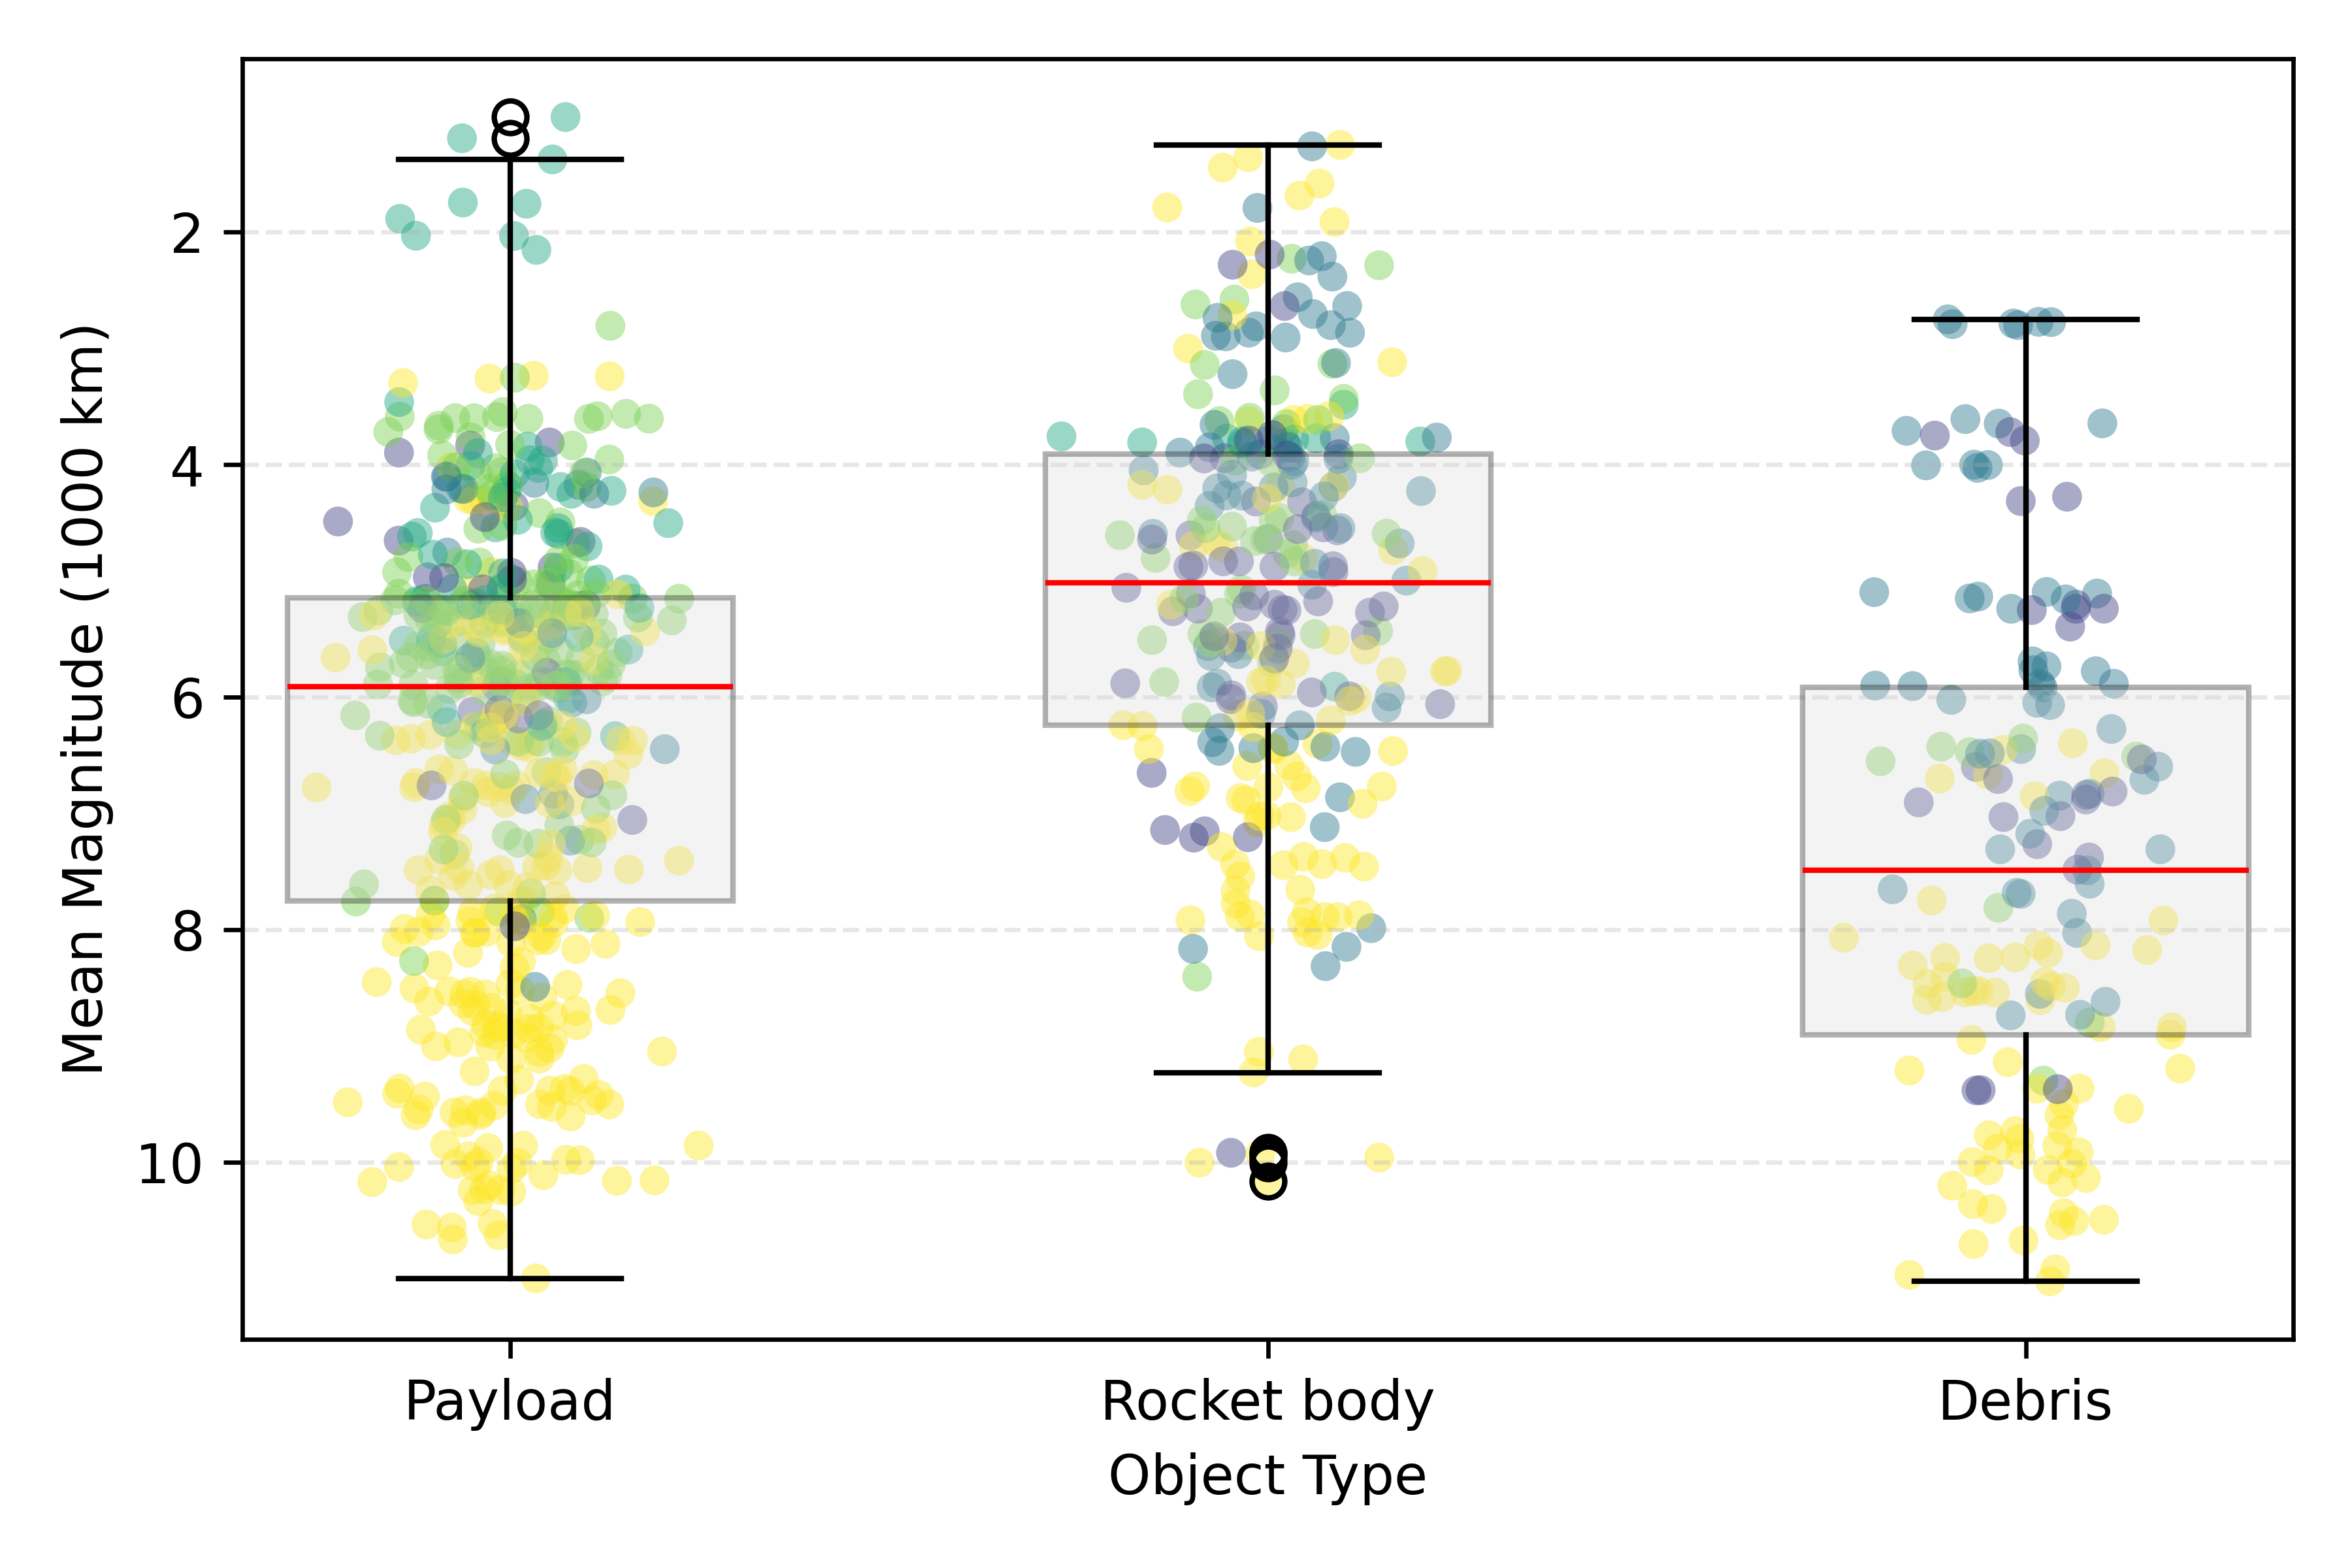 Mean Magnitude (1000 km)
2
4
6
8
10
Payload
Rocket body
Debris
Object Type